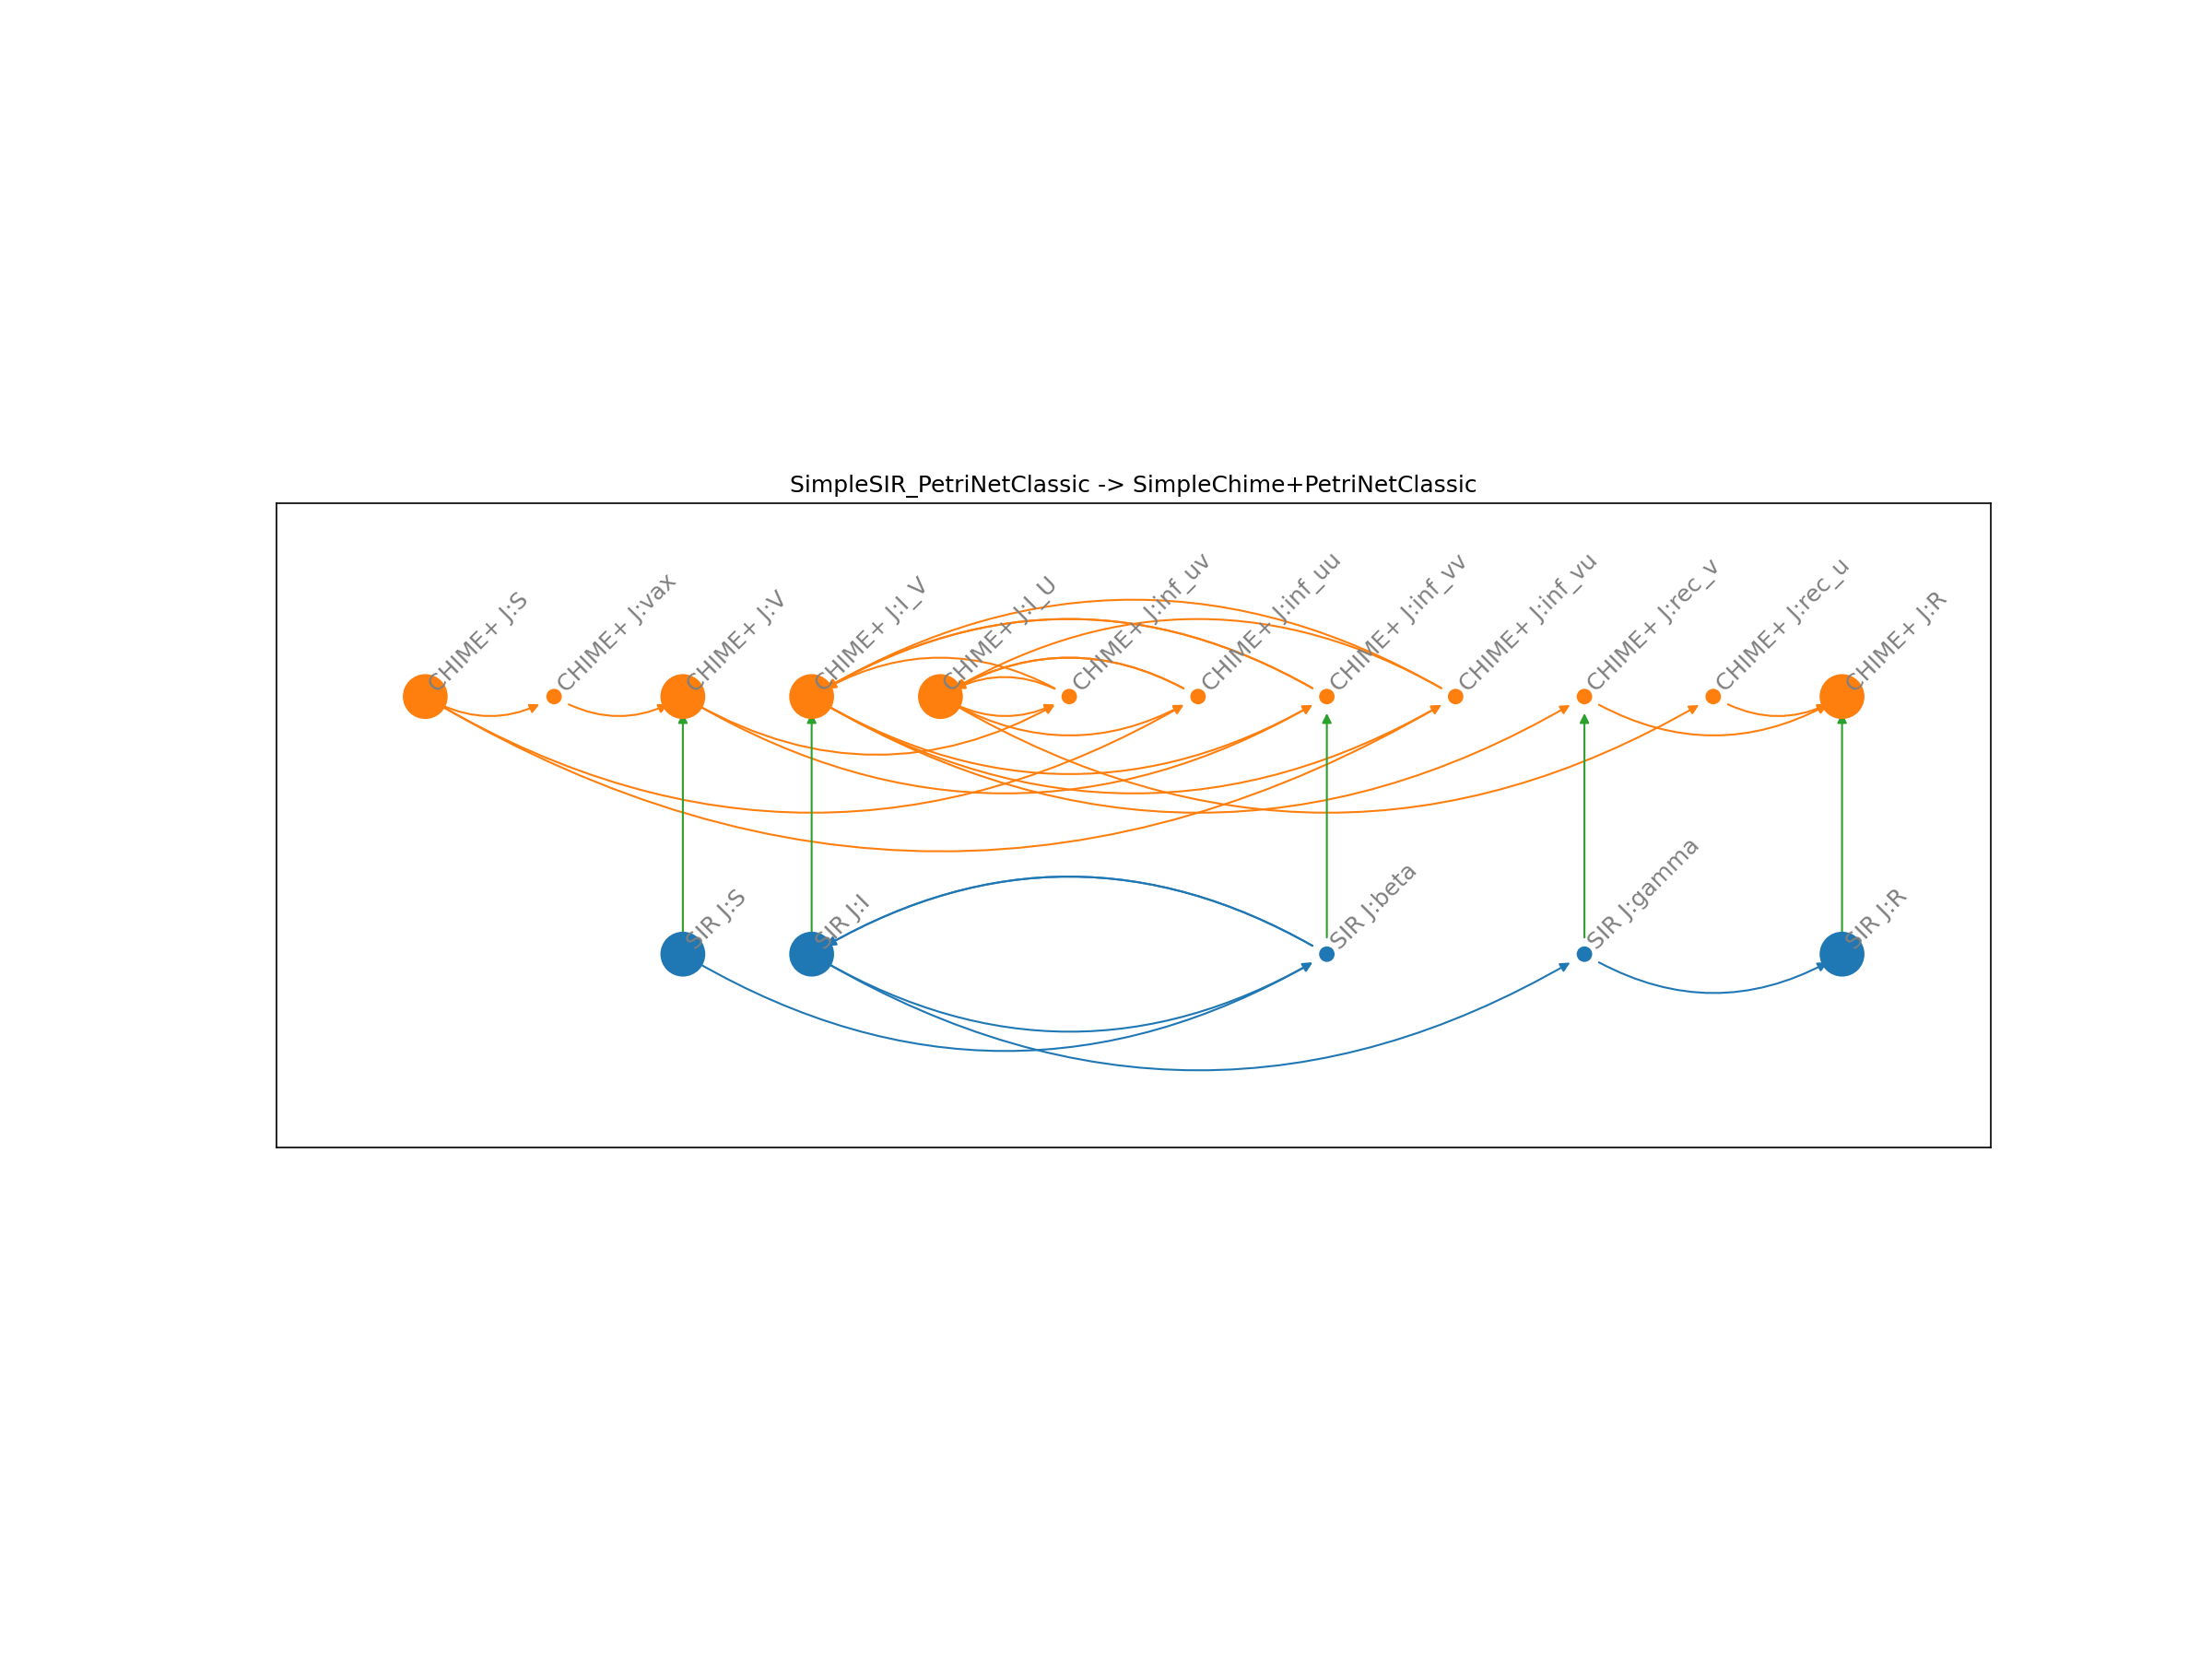 SimpleSIR_PetriNetClassic -> SimpleChime+PetriNetClassic
CHIME+ J:S
CHIME+ J:vax
CHIME+ J:V
CHIME+ J:I_V
CHIME+ J:I_U
CHIME+ J:inf_uv
CHIME+ J:inf_uu
CHIME+ J:inf_vv
CHIME+ J:inf_vu
CHIME+ J:rec_v
CHIME+ J:rec_u
CHIME+ J:R
SIR J:S
SIR J:I
SIR J:beta
SIR J:gamma
SIR J:R